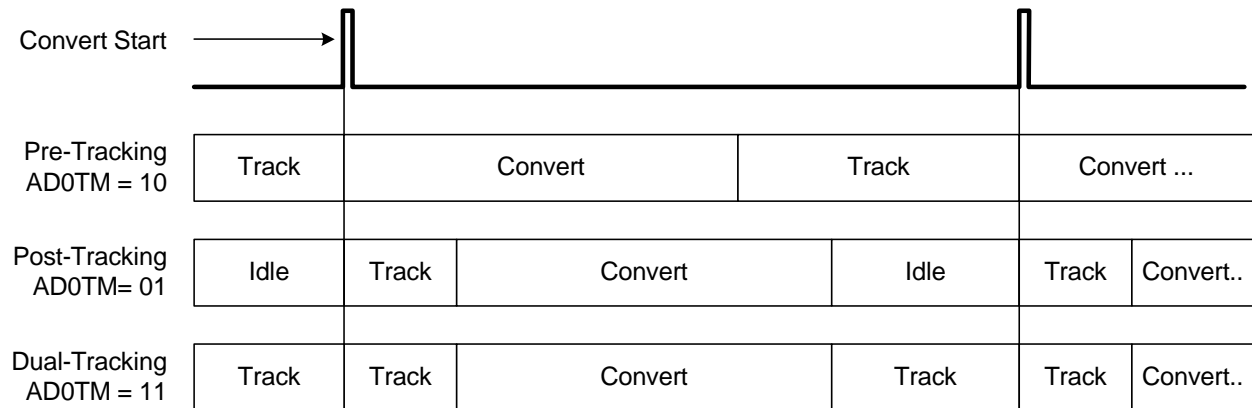 Convert Start
Pre-Tracking
AD0TM = 10
Track
Convert
Track
Convert ...
Post-Tracking
AD0TM= 01
Idle
Track
Convert
Idle
Track
Convert..
Dual-Tracking
AD0TM = 11
Track
Track
Convert
Track
Track
Convert..